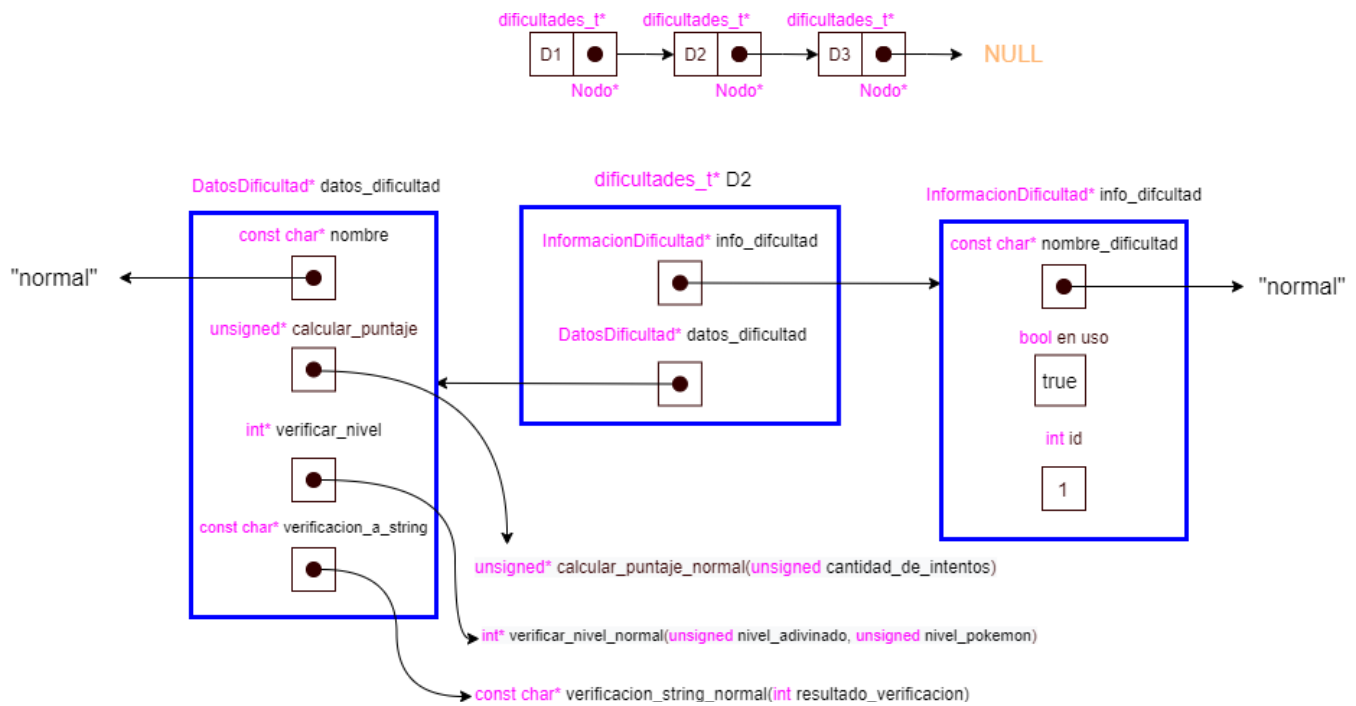 dificultades_t* dificultades_t* dificultades_t*
D1 D2 D3 NULL
Nodo* Nodo* Nodo*
dificultades_t* D2
DatosDificultad* datos_dificultad
InformacionDificultad* info_difcultad
const char* nombre
InformacionDificultad* info_difcultad
const char* nombre_dificultad
"normal"
"normal"
unsigned* calcular_puntaje
DatosDificultad* datos_dificultad
bool en uso
true
int* verificar_nivel
int id
1
const char* verificacion_a_string
unsigned* calcular_puntaje_normal(unsigned cantidad_de_intentos)
int* verificar_nivel_normal(unsigned nivel_adivinado, unsigned nivel_pokemon)
const char* verificacion_string_normal(int resultado_verificacion)